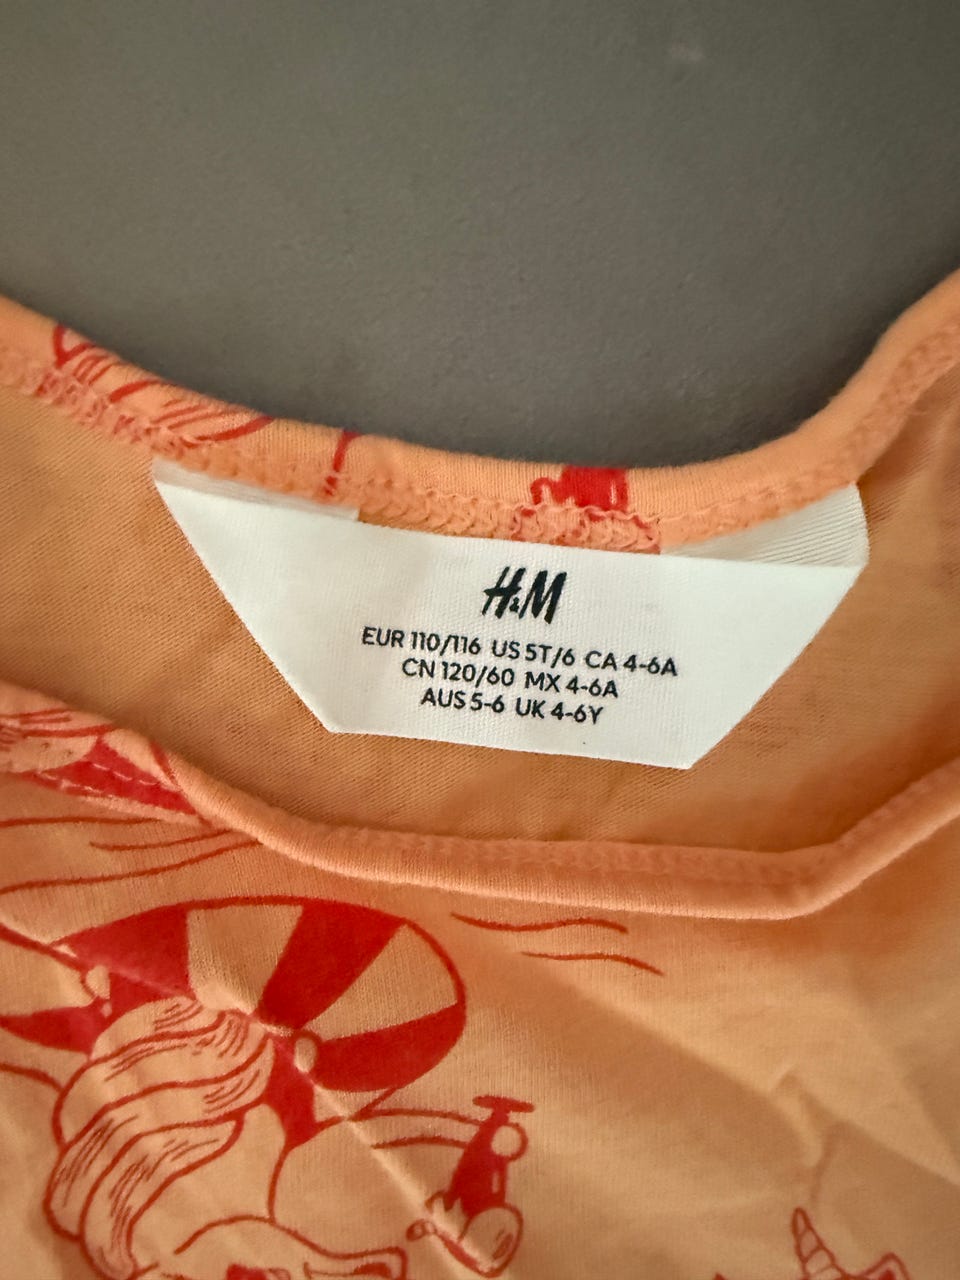 H&M
EUR 110/116 US 5T/6 CA 4-6A
CN 120/60 MX 4-6A
AUS 5-6 UK 4-6Y